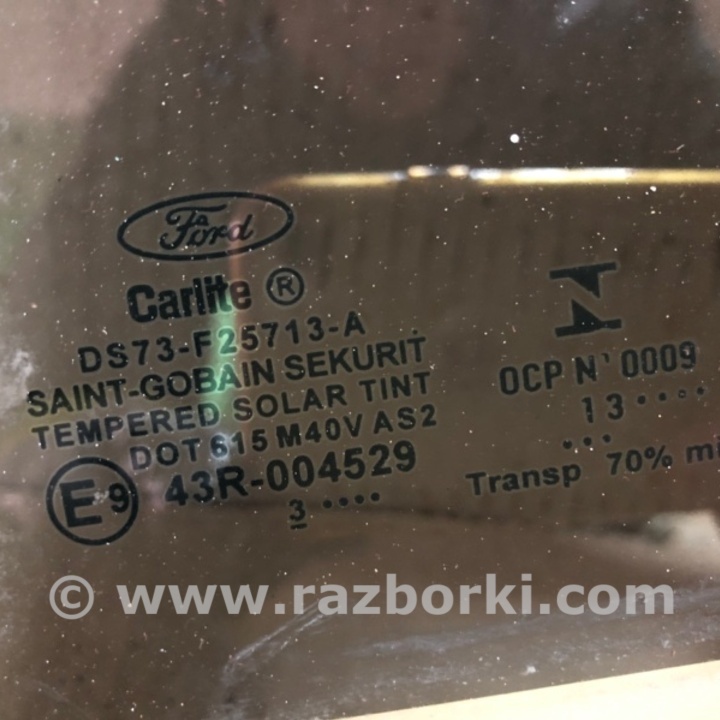 Ford
Carlite ®
DS73-F25713-A
SAINT-GOBAIN SEKURIT
TEMPERED SOLAR TINT
DOT 615 M40V AS2
E9 43R-004529
3 ••••
OCP N° 0009
13 ••••
•••
Transp 70%
© www.razborki.com